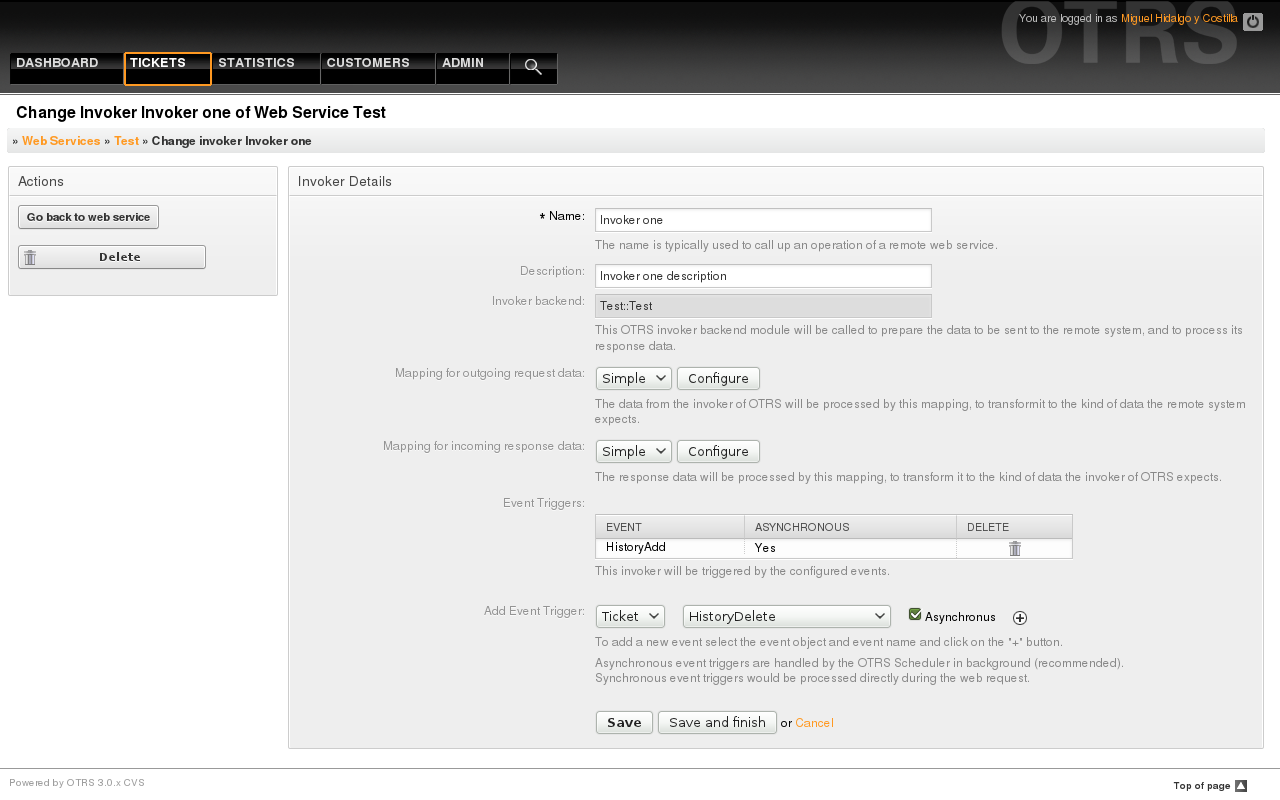 OTRS
You are logged in as Miguel Hidalgo y Costilla
DASHBOARD TICKETS STATISTICS CUSTOMERS ADMIN
Change Invoker Invoker one of Web Service Test
» Web Services » Test » Change invoker Invoker one
Actions
Go back to web service
Delete
Invoker Details
* Name: Invoker one
The name is typically used to call up an operation of a remote web service.
Description: Invoker one description
Invoker backend: Test::Test
This OTRS invoker backend module will be called to prepare the data to be sent to the remote system, and to process its
response data.
Mapping for outgoing request data: Simple Configure
The data from the invoker of OTRS will be processed by this mapping, to transformit to the kind of data the remote system
expects.
Mapping for incoming response data: Simple Configure
The response data will be processed by this mapping, to transform it to the kind of data the invoker of OTRS expects.
Event Triggers:
EVENT ASYNCHRONOUS DELETE
HistoryAdd Yes
This invoker will be triggered by the configured events.
Add Event Trigger: Ticket HistoryDelete Asynchronus
To add a new event select the event object and event name and click on the "+" button.
Asynchronous event triggers are handled by the OTRS Scheduler in background (recommended).
Synchronous event triggers would be processed directly during the web request.
Save Save and finish or Cancel
Powered by OTRS 3.0.x CVS
Top of page